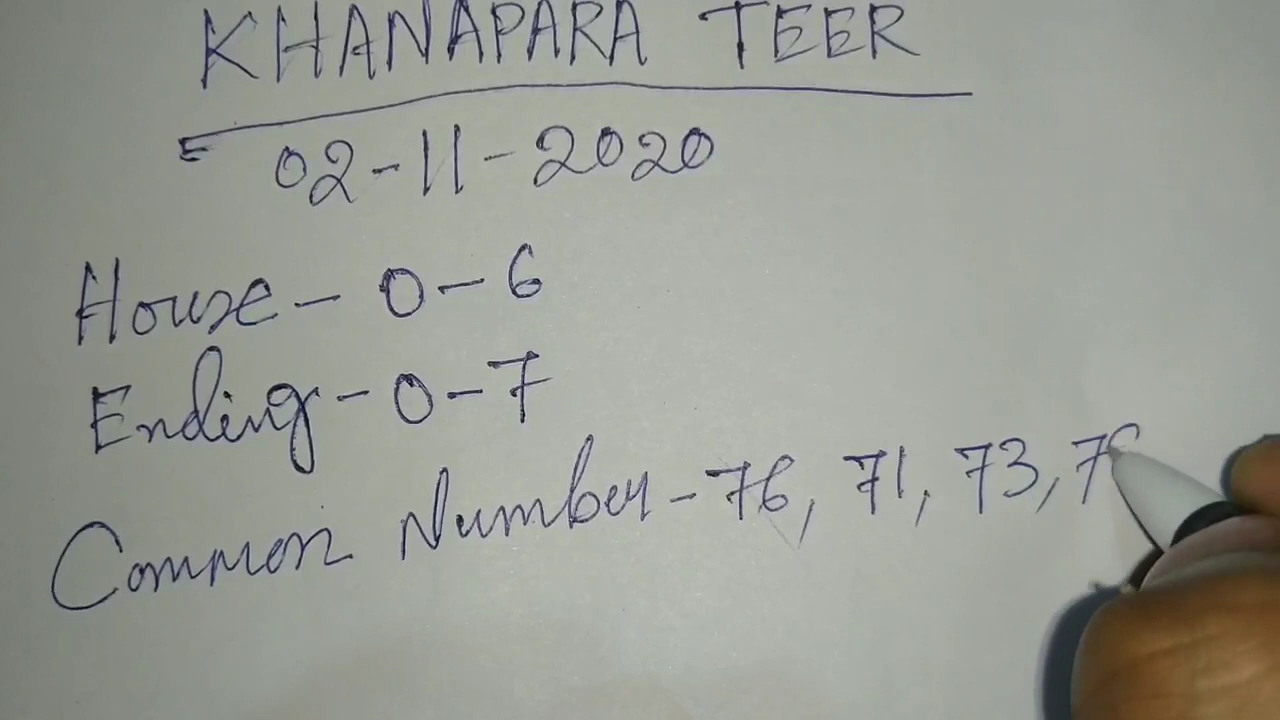 KHANAPARA TEER
02-11-2020
House - 0 - 6
Ending - 0 - 7
Common Number - 76, 71, 73,